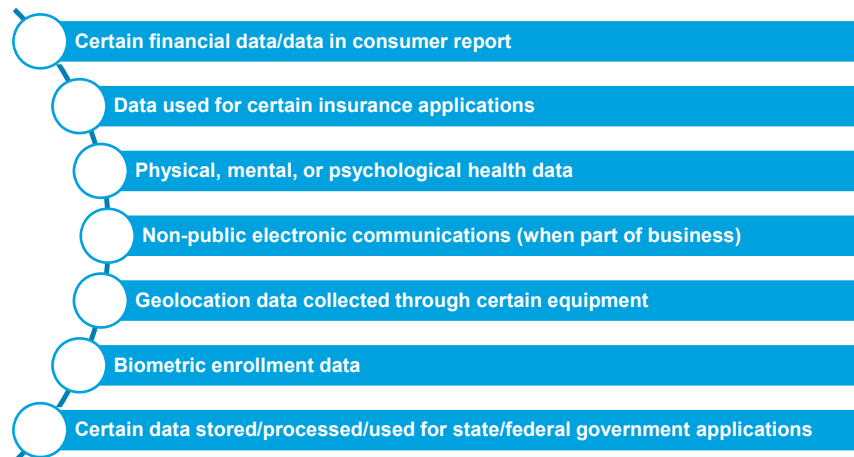 Certain financial data/data in consumer report
Data used for certain insurance applications
Physical, mental, or psychological health data
Non-public electronic communications (when part of business)
Geolocation data collected through certain equipment
Biometric enrollment data
Certain data stored/processed/used for state/federal government applications